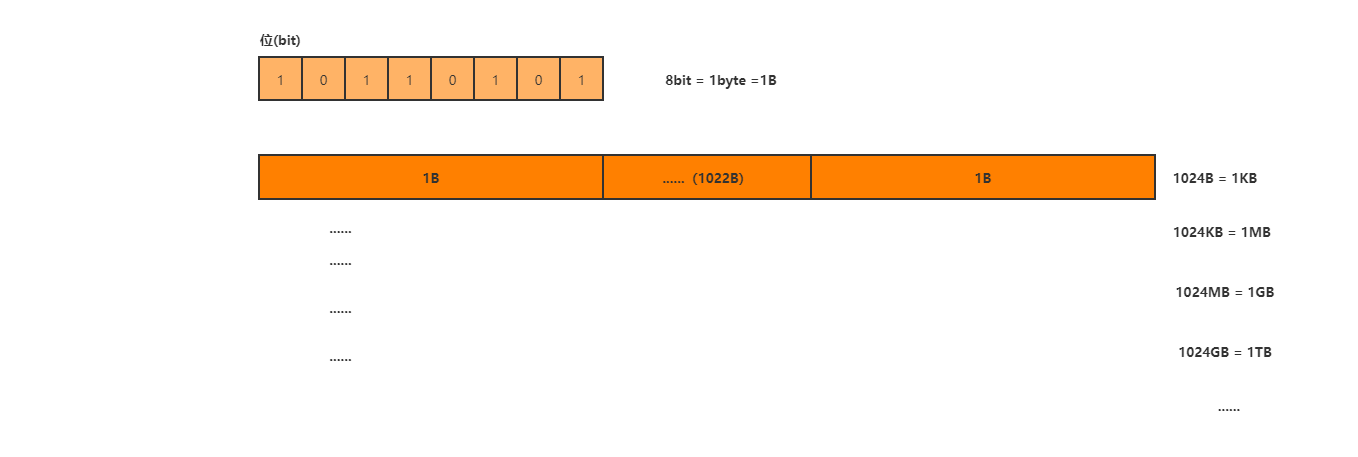 位(bit)
1 0 1 1 0 1 0 1
8bit = 1byte =1B
1B ...... (1022B) 1B
1024B = 1KB
......
1024KB = 1MB
......
1024MB = 1GB
......
1024GB = 1TB
......
......